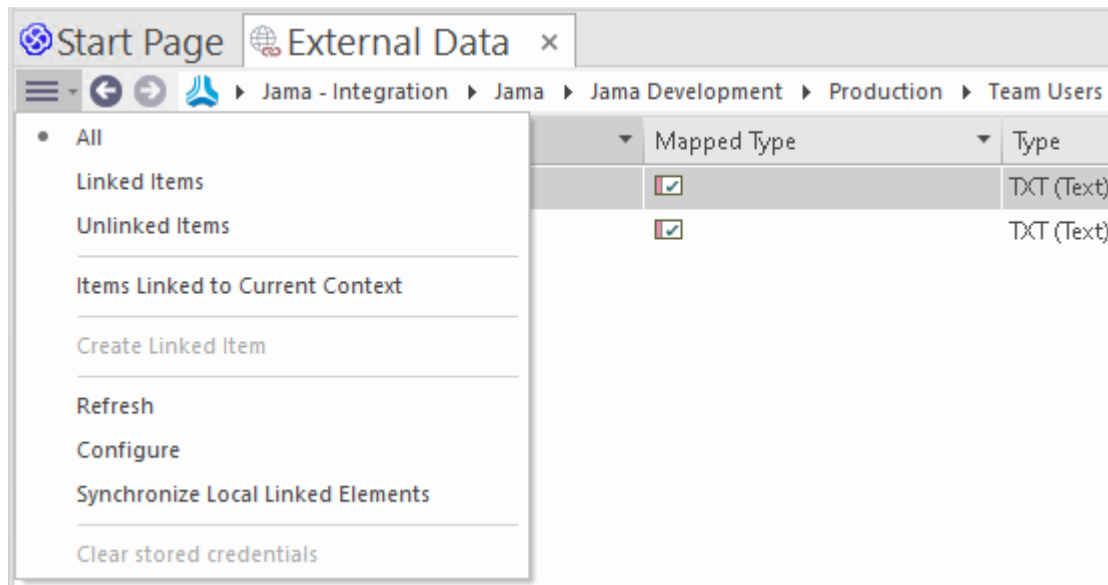 Start Page External Data ×
Jama - Integration Jama Jama Development Production Team Users
All Mapped Type Type
Linked Items TXT (Text)
Unlinked Items TXT (Text)
Items Linked to Current Context
Create Linked Item
Refresh
Configure
Synchronize Local Linked Elements
Clear stored credentials